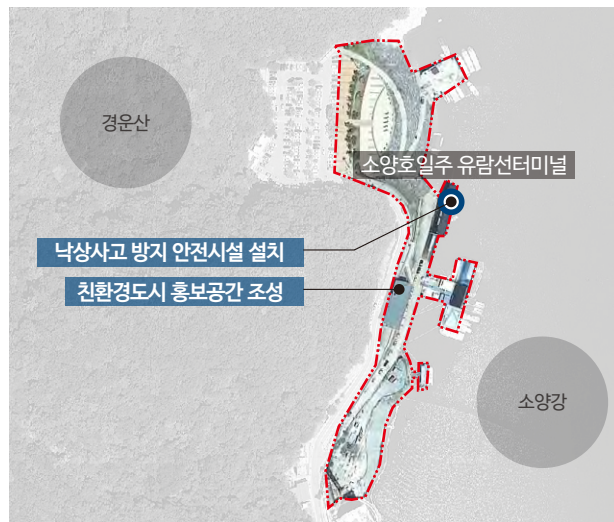 경운산
소양호일주 유람선터미널
낙상사고 방지 안전시설 설치
친환경도시 홍보공간 조성
소양강